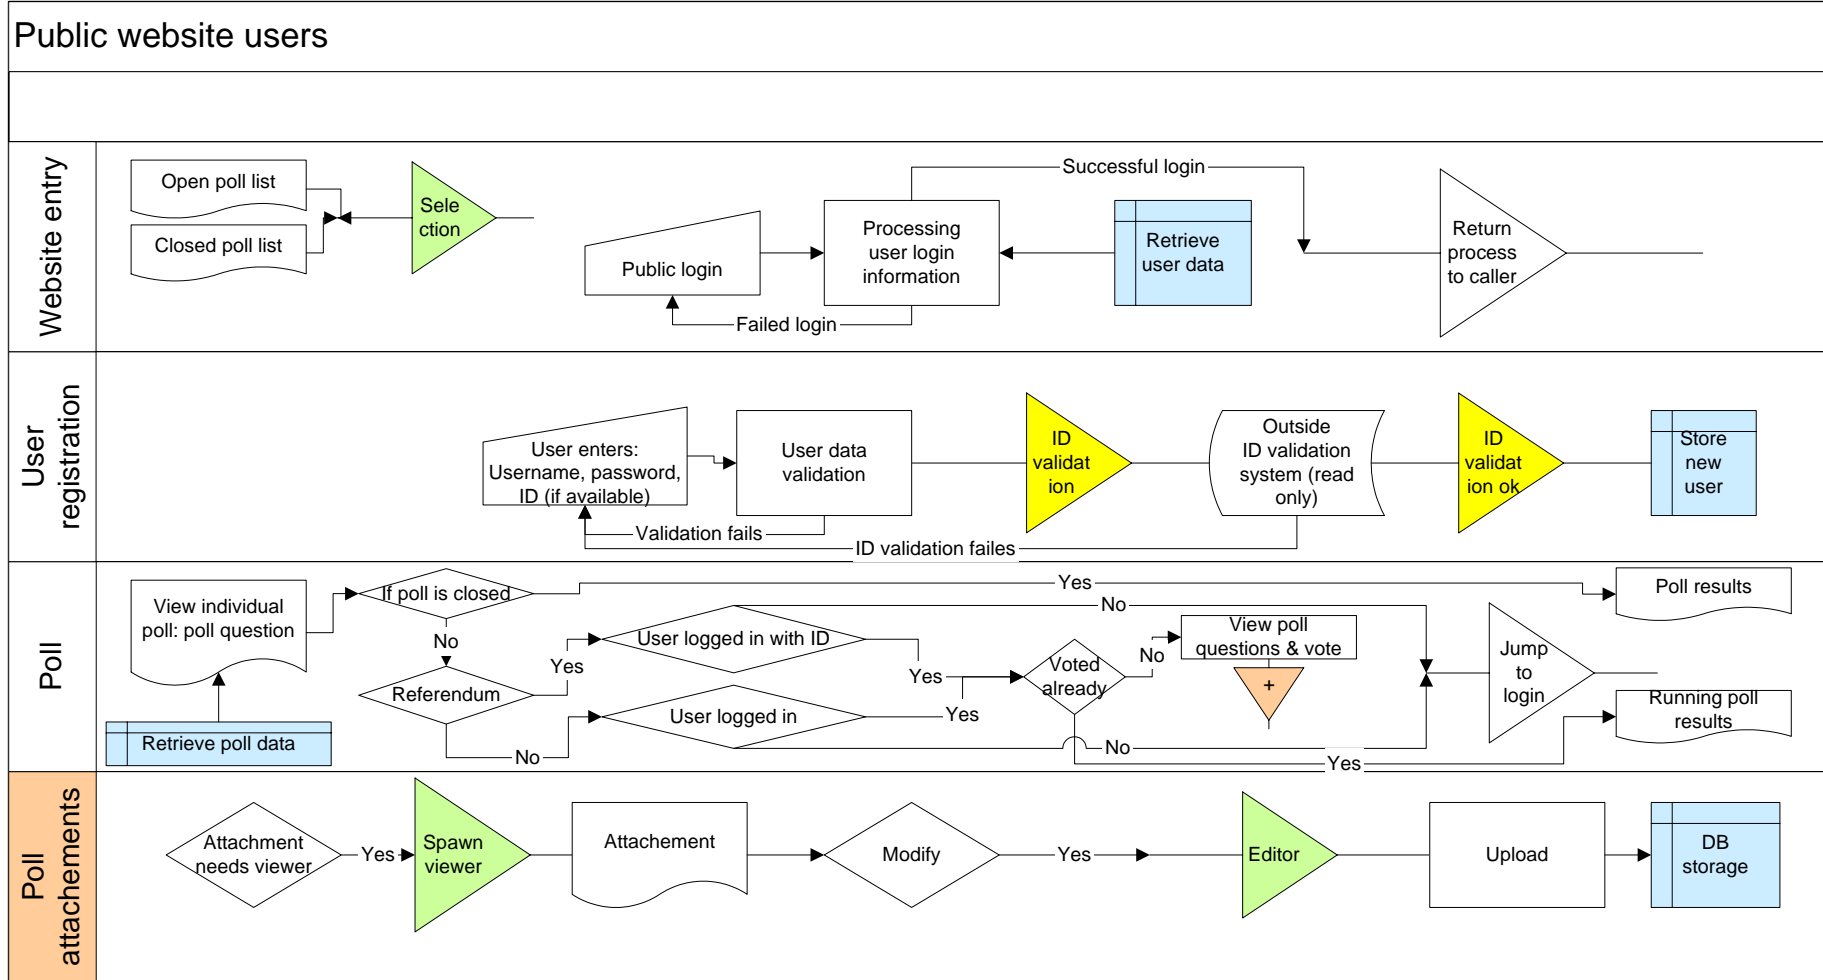 Public website users
Website entry
Open poll list
Closed poll list
Sele
ction
Public login
Processing
user login
information
Successful login
Failed login
Retrieve
user data
Return
process
to caller
User
registration
User enters:
Username, password,
ID (if available)
User data
validation
Validation fails
ID validation failes
ID
validat
ion
Outside
ID validation
system (read
only)
ID
validat
ion ok
Store
new
user
Poll
View individual
poll: poll question
Retrieve poll data
If poll is closed
Yes
No
Referendum
Yes
No
User logged in with ID
No
Yes
User logged in
Yes
No
Voted
already
No
Yes
View poll
questions & vote
+
Jump
to
login
Poll results
Running poll
results
Poll
attachements
Attachment
needs viewer
Yes
Spawn
viewer
Attachement
Modify
Yes
Editor
Upload
DB
storage